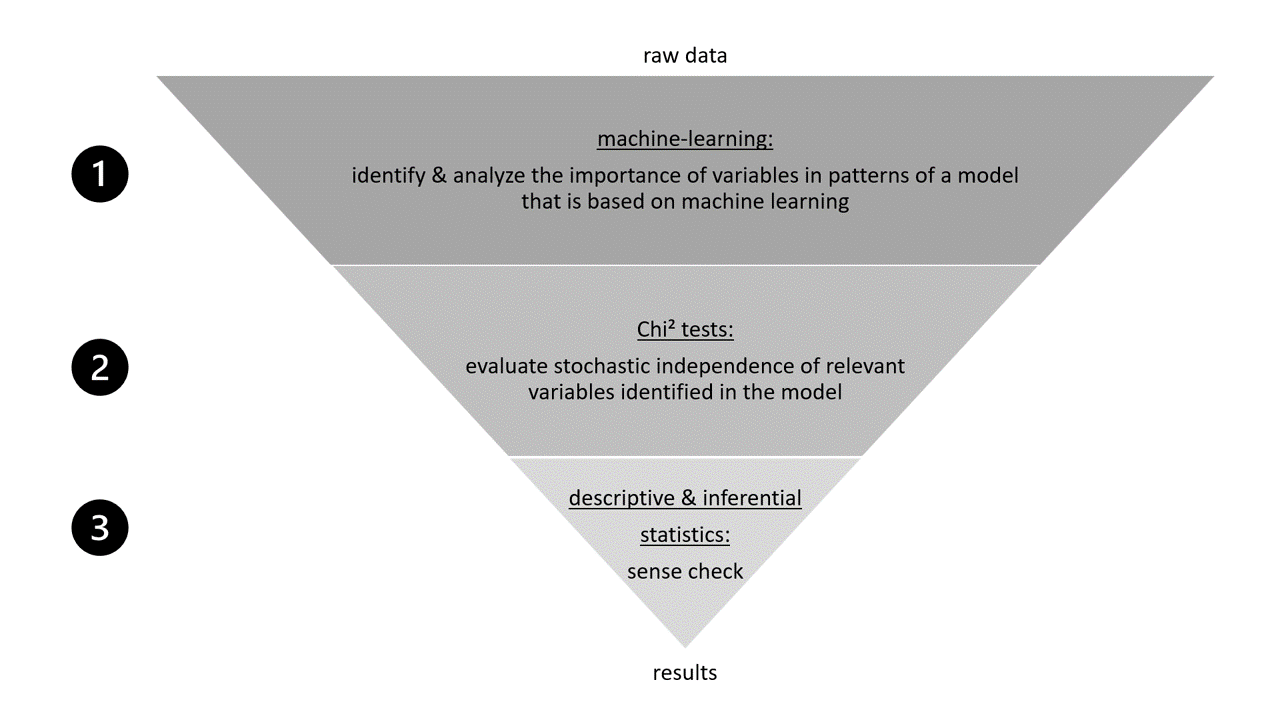 raw data
1
machine-learning:
identify & analyze the importance of variables in patterns of a model
that is based on machine learning
2
Chi² tests:
evaluate stochastic independence of relevant
variables identified in the model
3
descriptive & inferential
statistics:
sense check
results